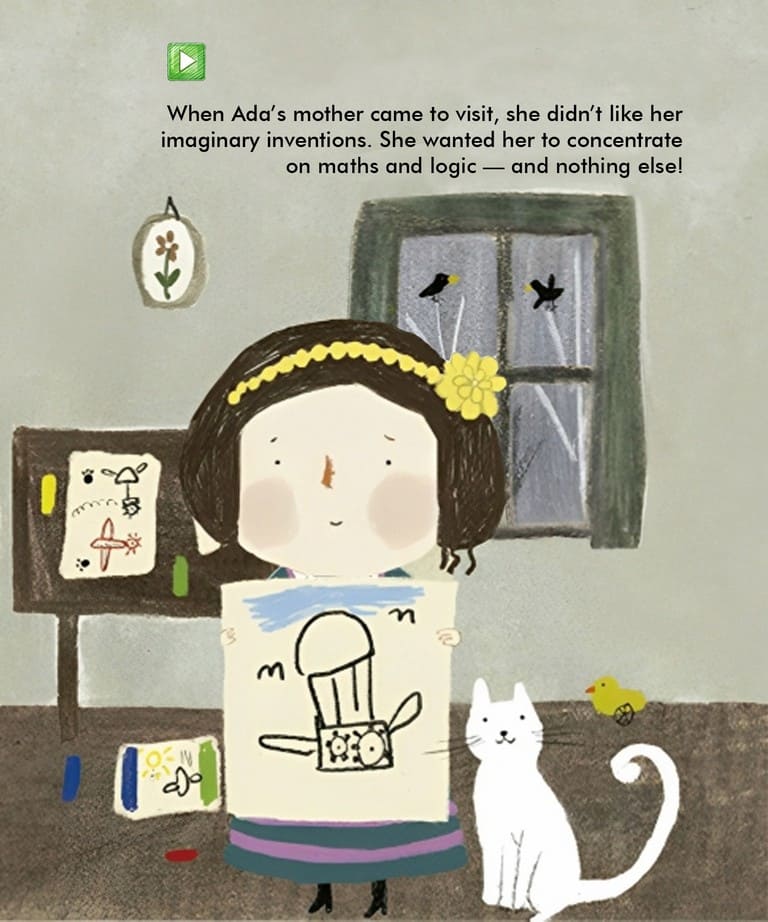 When Ada's mother came to visit, she didn't like her
imaginary inventions. She wanted her to concentrate
on maths and logic — and nothing else!